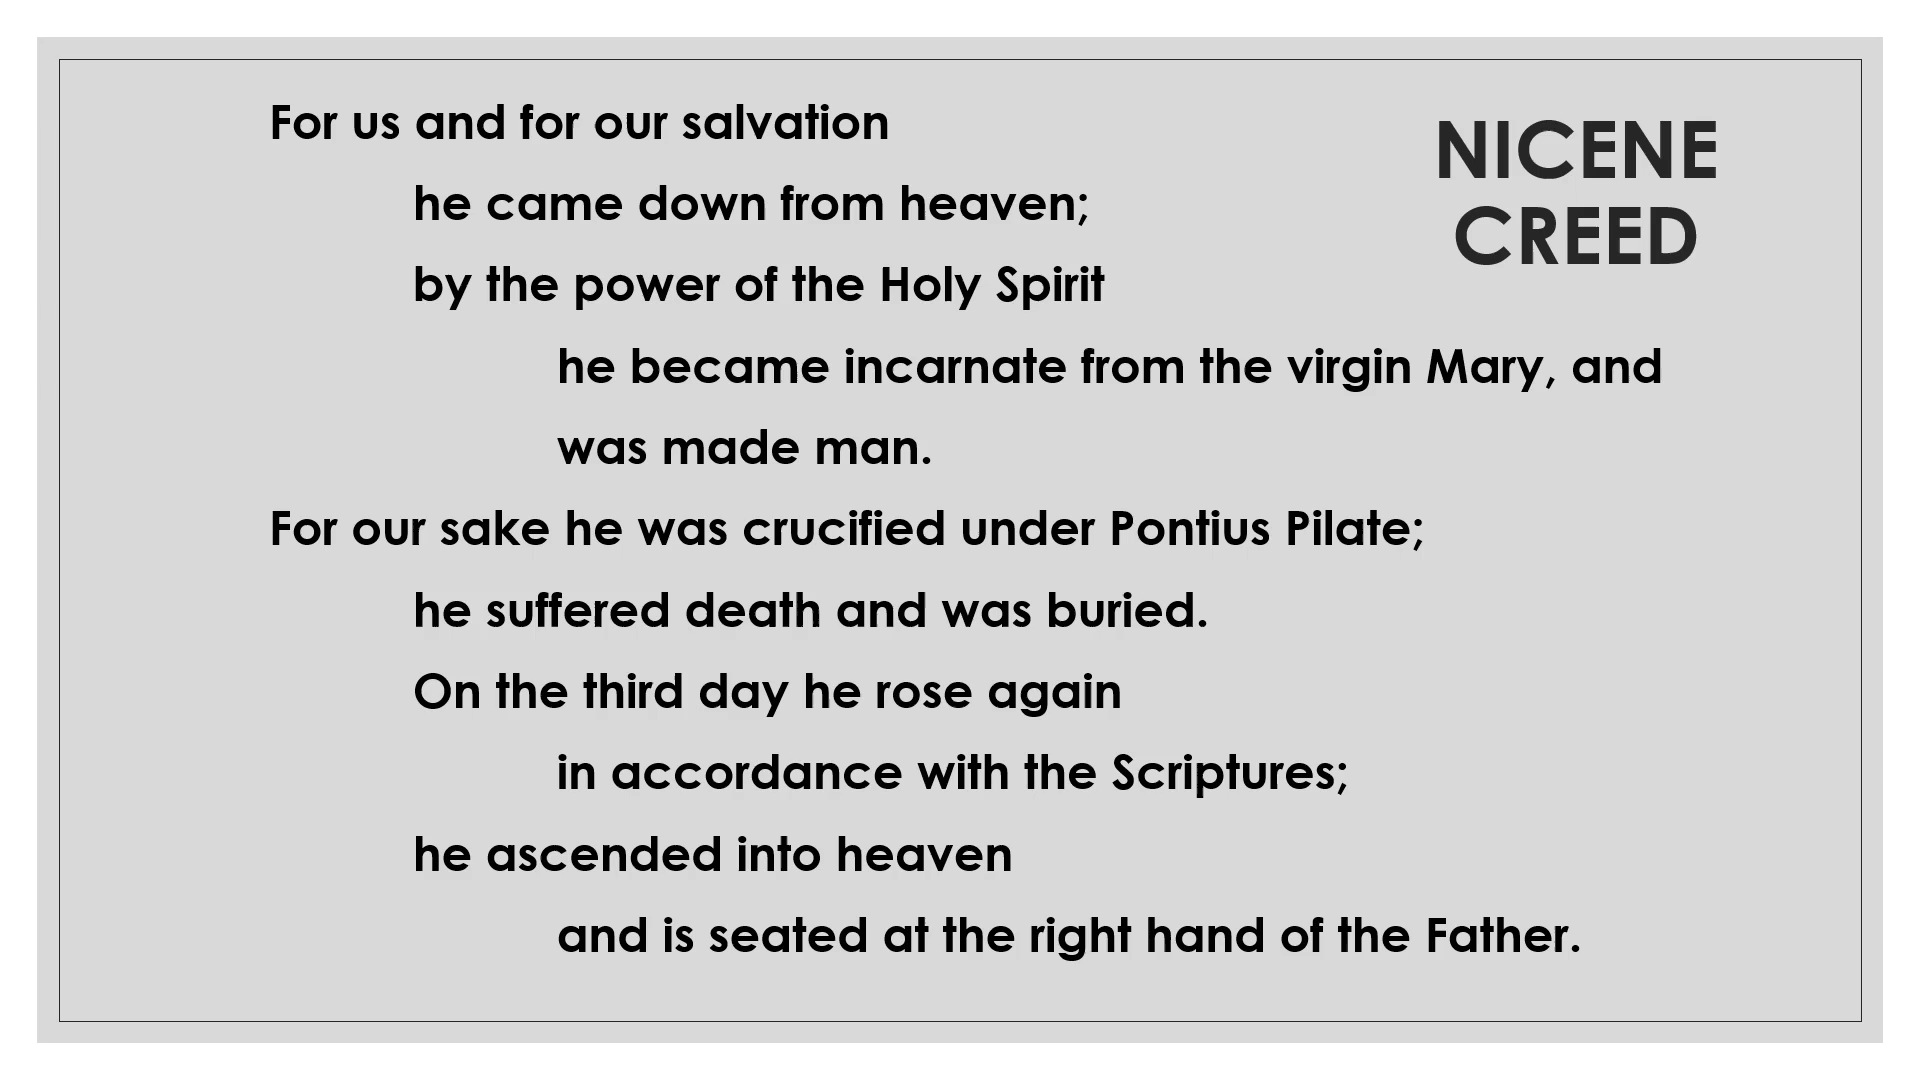 NICENE
CREED
For us and for our salvation
he came down from heaven;
by the power of the Holy Spirit
he became incarnate from the virgin Mary, and
was made man.
For our sake he was crucified under Pontius Pilate;
he suffered death and was buried.
On the third day he rose again
in accordance with the Scriptures;
he ascended into heaven
and is seated at the right hand of the Father.